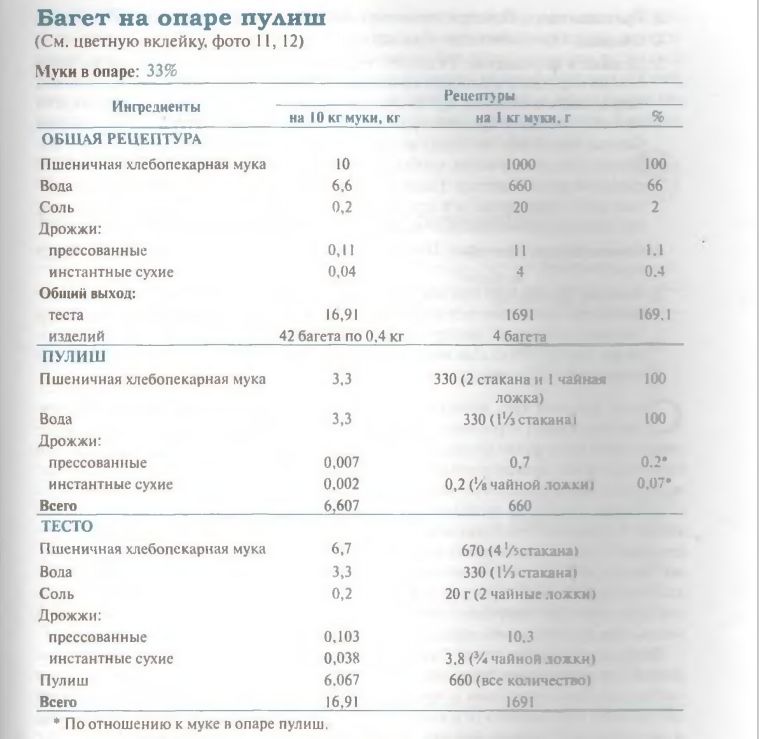 Багет на опаре пулиш
(См. цветную вклейку, фото 11, 12)
Муки в опаре: 33%
Ингредиенты Рецептуры
на 10 кг муки, кг на 1 кг муки, г %
ОБЩАЯ РЕЦЕПТУРА
Пшеничная хлебопекарная мука 10 1000 100
Вода 6,6 660 66
Соль 0,2 20 2
Дрожжи:
прессованные 0,11 11 1,1
инстантные сухие 0,04 4 0,4
Общий выход:
теста 16,91 1691 169,1
изделий 42 багета по 0,4 кг 4 багета
ПУЛИШ
Пшеничная хлебопекарная мука 3,3 330 (2 стакана и 1 чайная 100
ложка)
Вода 3,3 330 (1⅓ стакана) 100
Дрожжи:
прессованные 0,007 0,7 0,2*
инстантные сухие 0,002 0,2 (⅛ чайной ложки) 0,07*
Всего 6,607 660
ТЕСТО
Пшеничная хлебопекарная мука 6,7 670 (4 ⅕ стакана)
Вода 3,3 330 (1⅓ стакана)
Соль 0,2 20 г (2 чайные ложки)
Дрожжи:
прессованные 0,103 10,3
инстантные сухие 0,038 3,8 (¾ чайной ложки)
Пулиш 6,067 660 (все количество)
Всего 16,91 1691
* По отношению к муке в опаре пулиш.